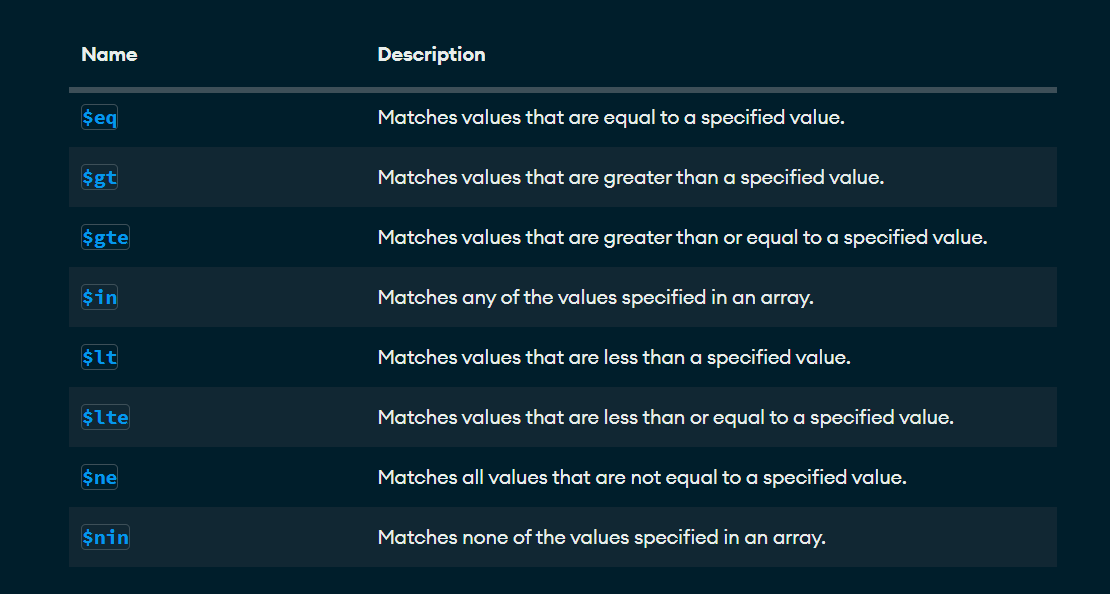 Name Description
$eq Matches values that are equal to a specified value.
$gt Matches values that are greater than a specified value.
$gte Matches values that are greater than or equal to a specified value.
$in Matches any of the values specified in an array.
$lt Matches values that are less than a specified value.
$lte Matches values that are less than or equal to a specified value.
$ne Matches all values that are not equal to a specified value.
$nin Matches none of the values specified in an array.